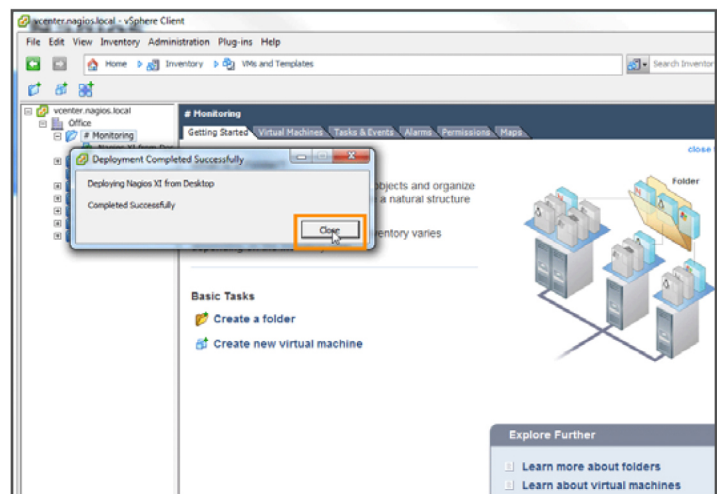 vcenter.nagios.local - vSphere Client
File Edit View Inventory Administration Plug-ins Help
Home Inventory VMs and Templates
Search Inventor
vcenter.nagios.local
Office
# Monitoring
# Monitoring
Getting Started Virtual Machines Tasks & Events Alarms Permissions Maps
close
Deployment Completed Successfully
Deploying Nagios XI from Desktop
Completed Successfully
Close
objects and organize
a natural structure
ventory varies
Folder
Basic Tasks
Create a folder
Create new virtual machine
Explore Further
Learn more about folders
Learn about virtual machines